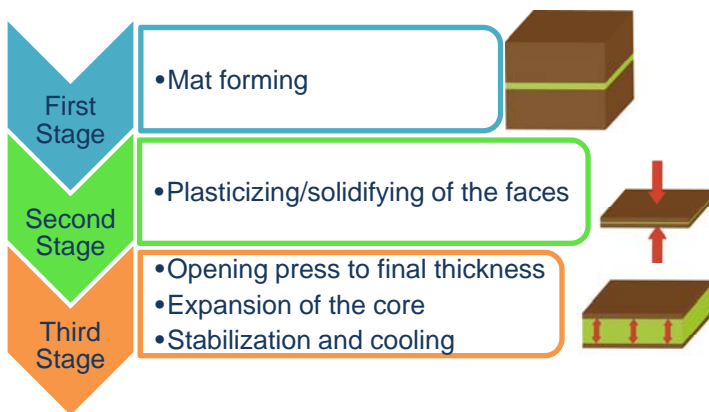 First
Stage
•Mat forming
Second
Stage
•Plasticizing/solidifying of the faces
Third
Stage
•Opening press to final thickness
•Expansion of the core
•Stabilization and cooling